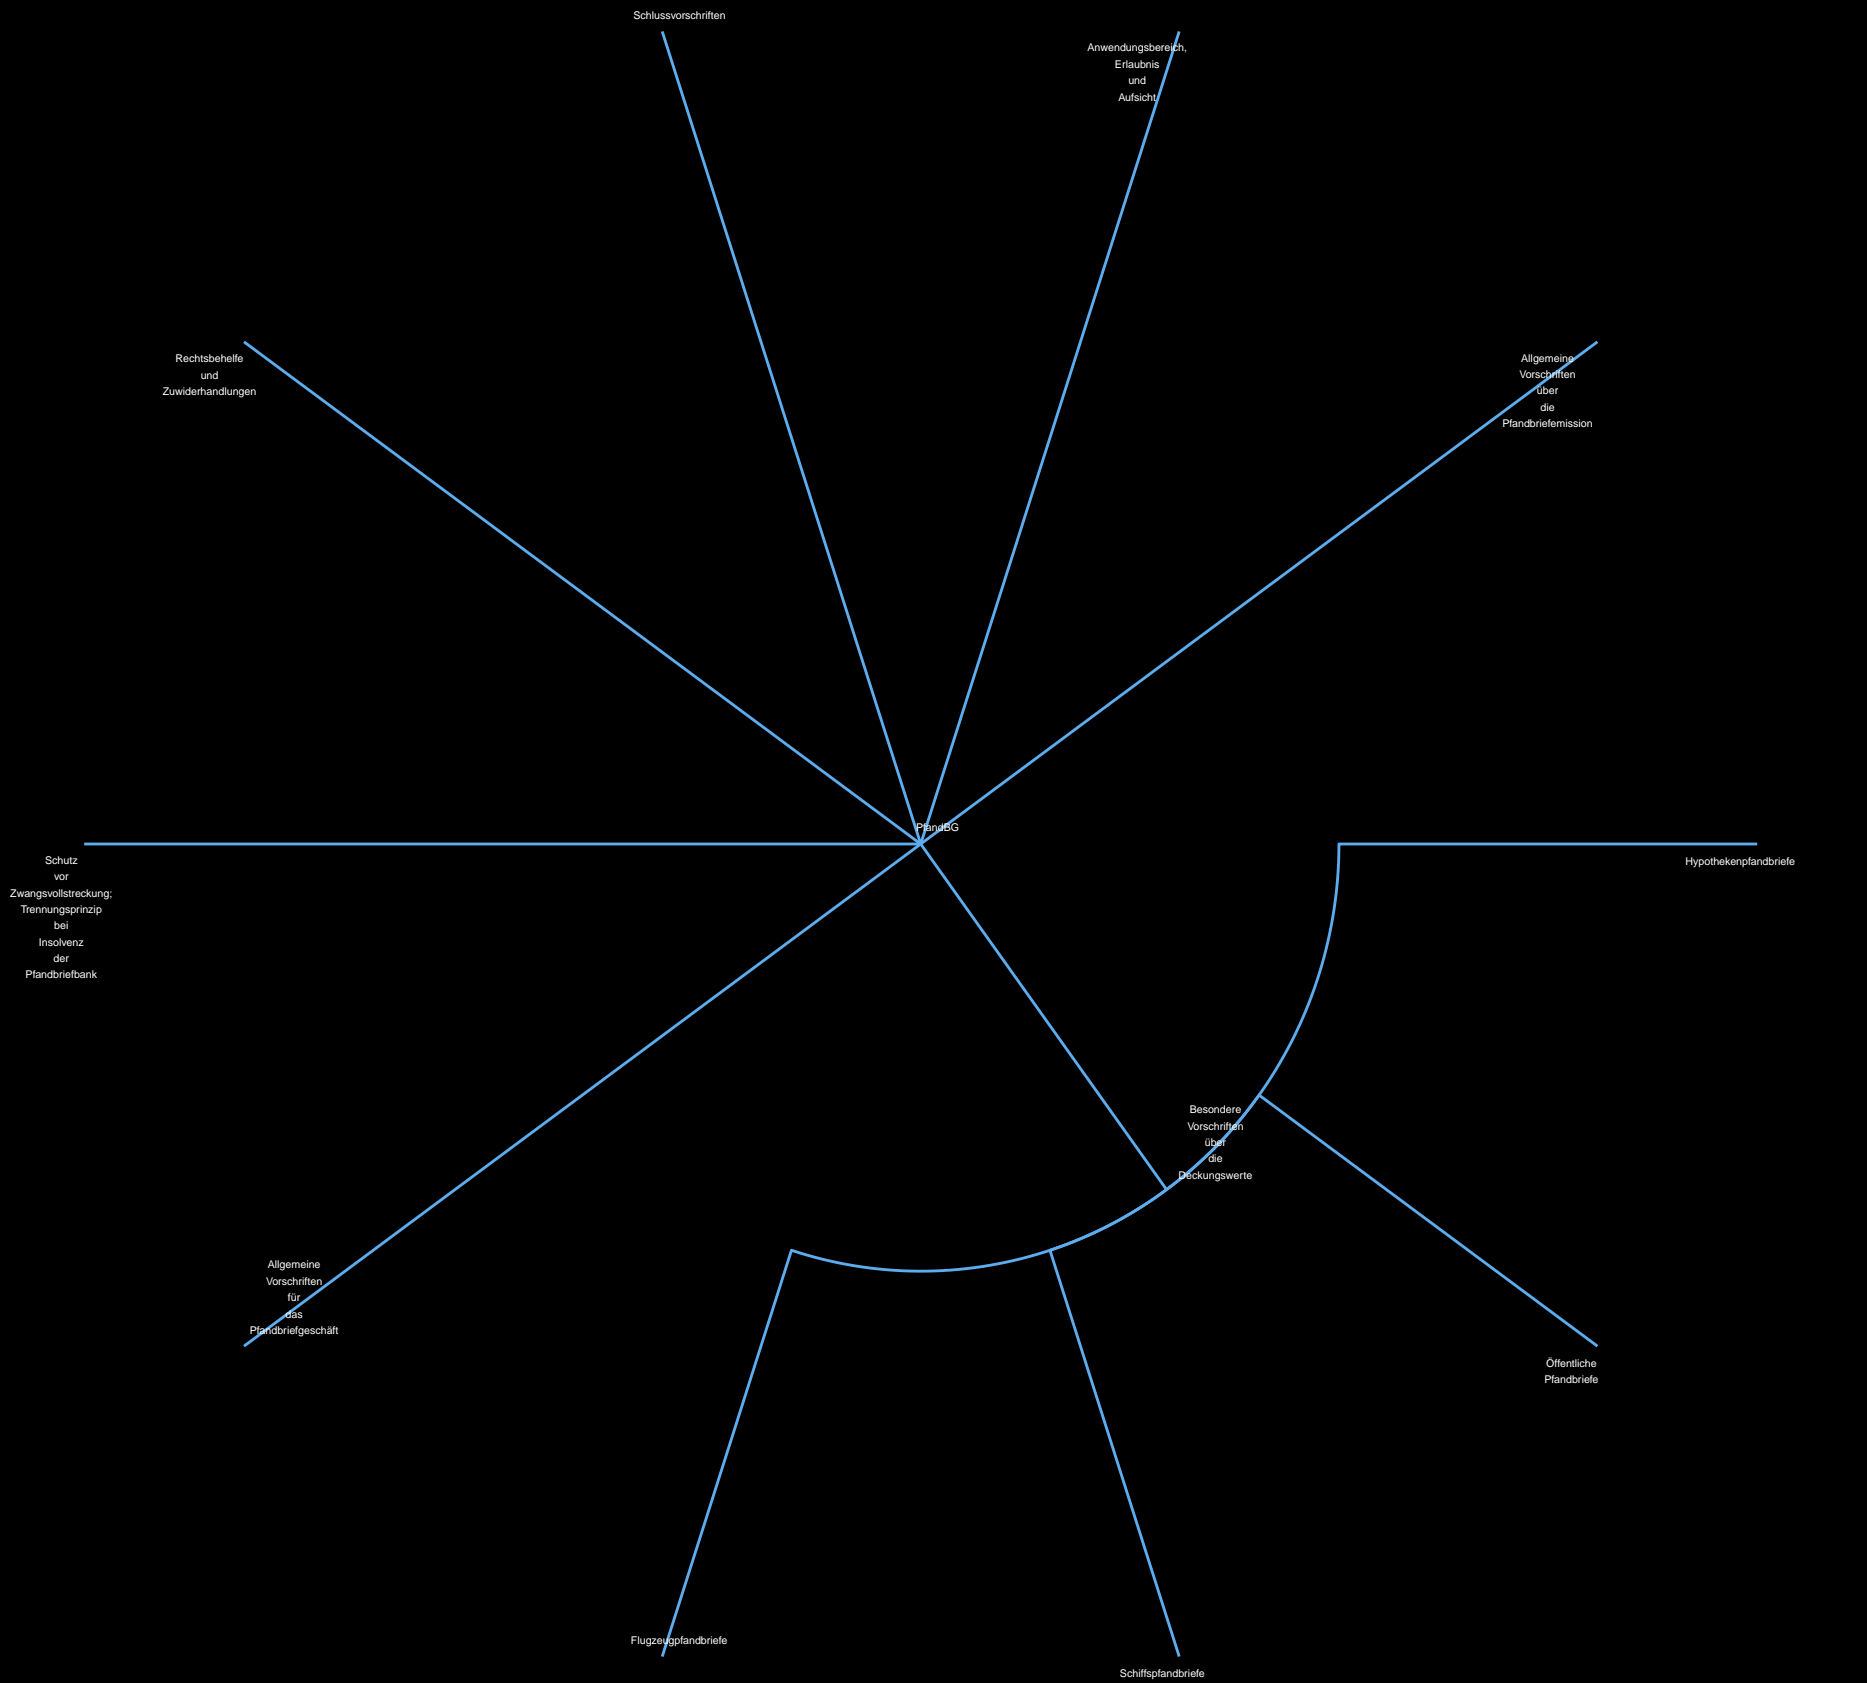 Schlussvorschriften
Anwendungsbereich,
Erlaubnis
und
Aufsicht
Rechtsbehelfe
und
Zuwiderhandlungen
Allgemeine
Vorschriften
über
die
Pfandbriefemission
PfandBG
Schutz
vor
Zwangsvollstreckung;
Trennungsprinzip
bei
Insolvenz
der
Pfandbriefbank
Hypothekenpfandbriefe
Besondere
Vorschriften
über
die
Deckungswerte
Allgemeine
Vorschriften
für
das
Pfandbriefgeschäft
Öffentliche
Pfandbriefe
Flugzeugpfandbriefe
Schiffspfandbriefe